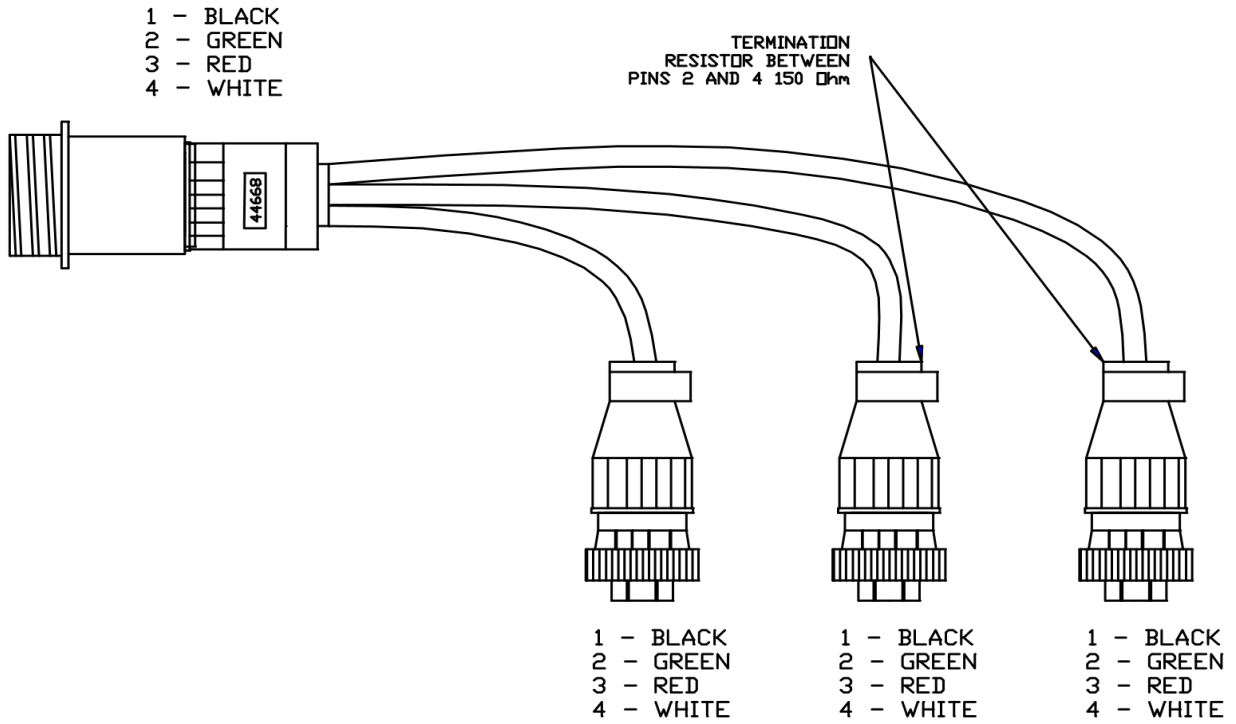 1 - BLACK
2 - GREEN
3 - RED
4 - WHITE
TERMINATION
RESISTOR BETWEEN
PINS 2 AND 4 150 Ohm
44668
1 - BLACK
2 - GREEN
3 - RED
4 - WHITE
1 - BLACK
2 - GREEN
3 - RED
4 - WHITE
1 - BLACK
2 - GREEN
3 - RED
4 - WHITE